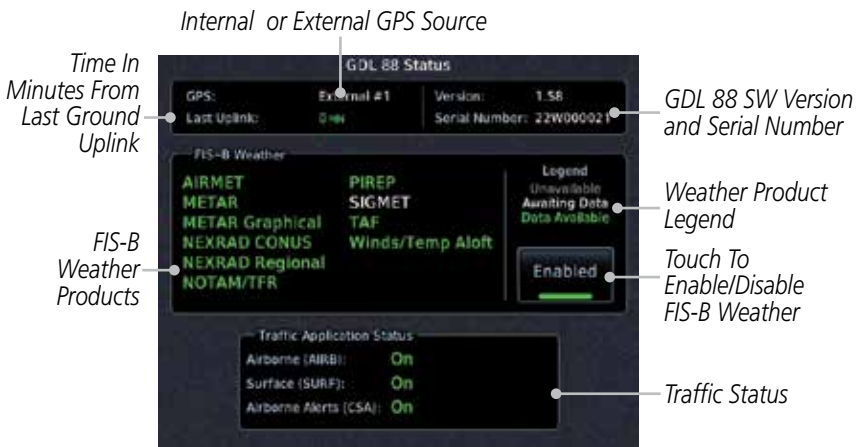 Internal or External GPS Source
Time In
Minutes From
Last Ground
Uplink
FIS-B
Weather
Products
GDL 88 Status
GPS: External #1
Last Uplink: 0 MIN
Version: 1.58
Serial Number: 22W000021
FIS-B Weather
AIRMET
METAR
METAR Graphical
NEXRAD CONUS
NEXRAD Regional
NOTAM/TFR
PIREP
SIGMET
TAF
Winds/Temp Aloft
Legend
Unavailable
Awaiting Data
Data Available
Enabled
Traffic Application Status
Airborne (AIRB): On
Surface (SURF): On
Airborne Alerts (CSA): On
GDL 88 SW Version
and Serial Number
Weather Product
Legend
Touch To
Enable/Disable
FIS-B Weather
Traffic Status